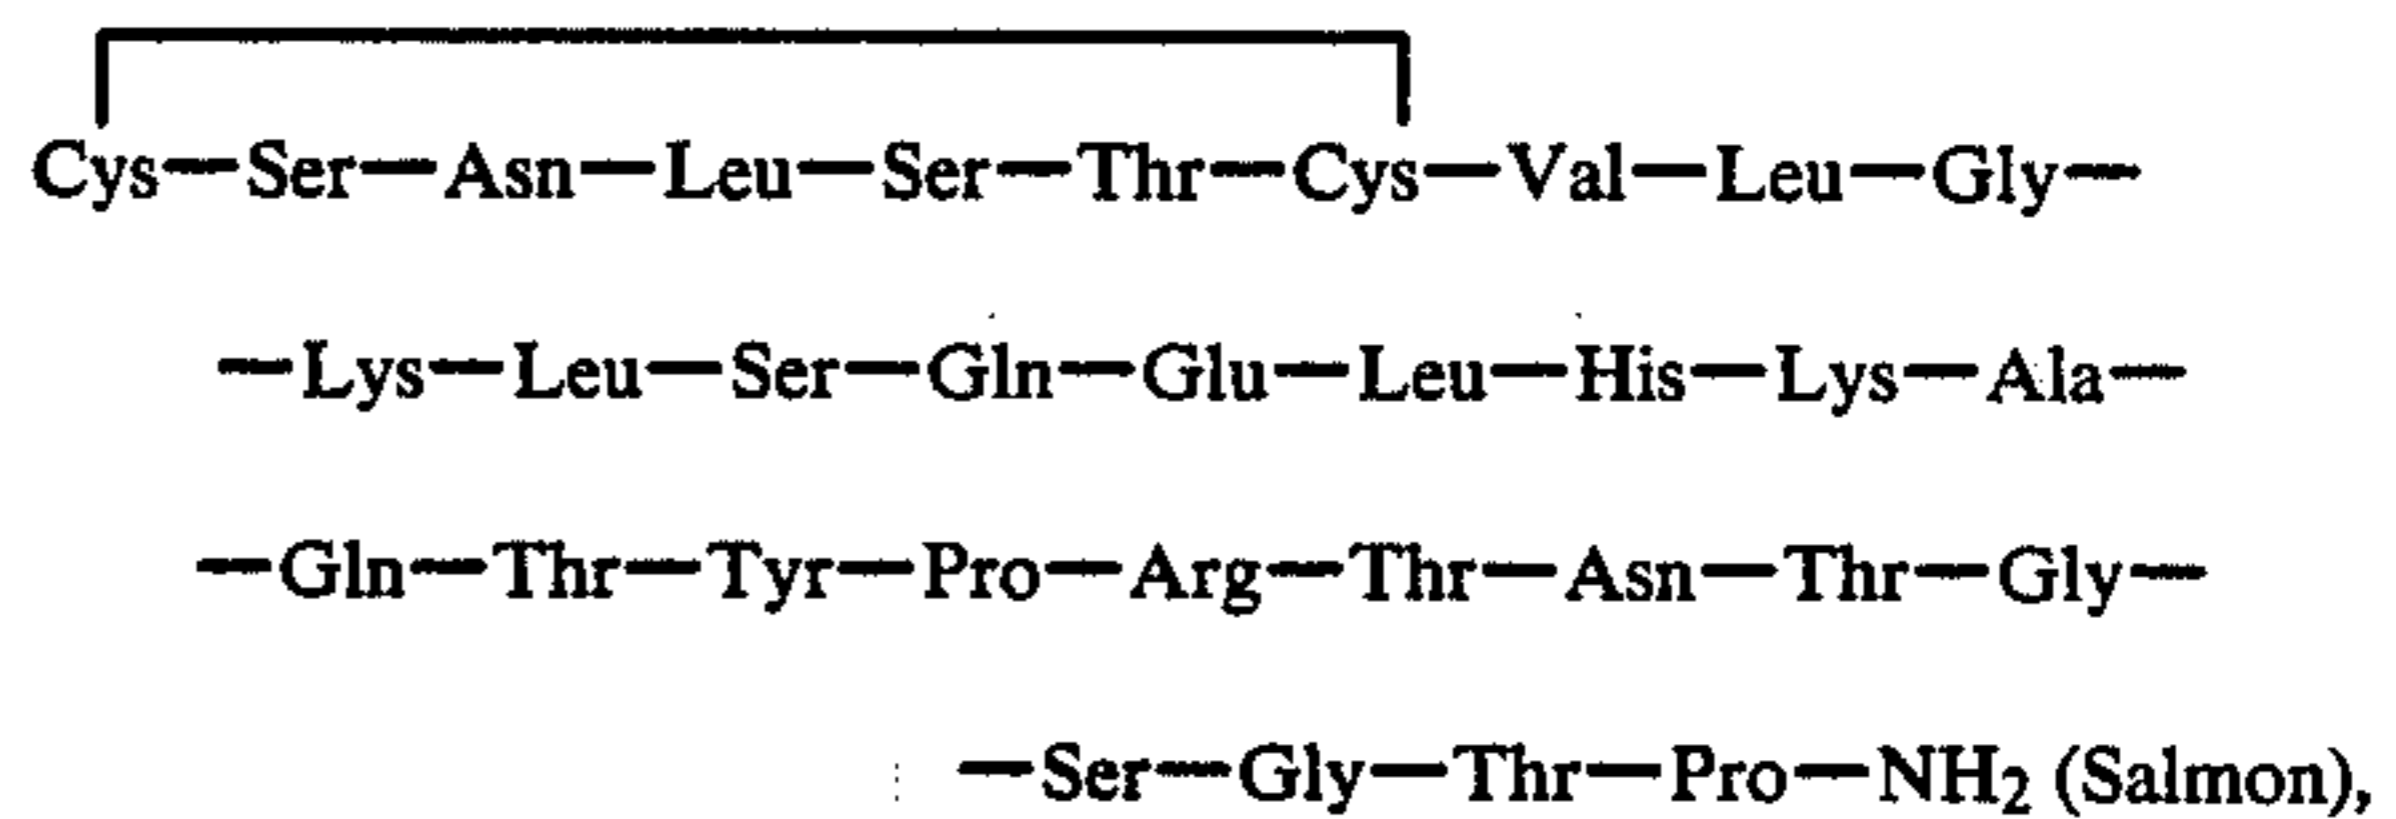 Cys—Ser—Asn—Leu—Ser—Thr—Cys—Val—Leu—Gly—
—Lys—Leu—Ser—Gln—Glu—Leu—His—Lys—Ala—
—Gln—Thr—Tyr—Pro—Arg—Thr—Asn—Thr—Gly—
—Ser—Gly—Thr—Pro—NH₂ (Salmon),